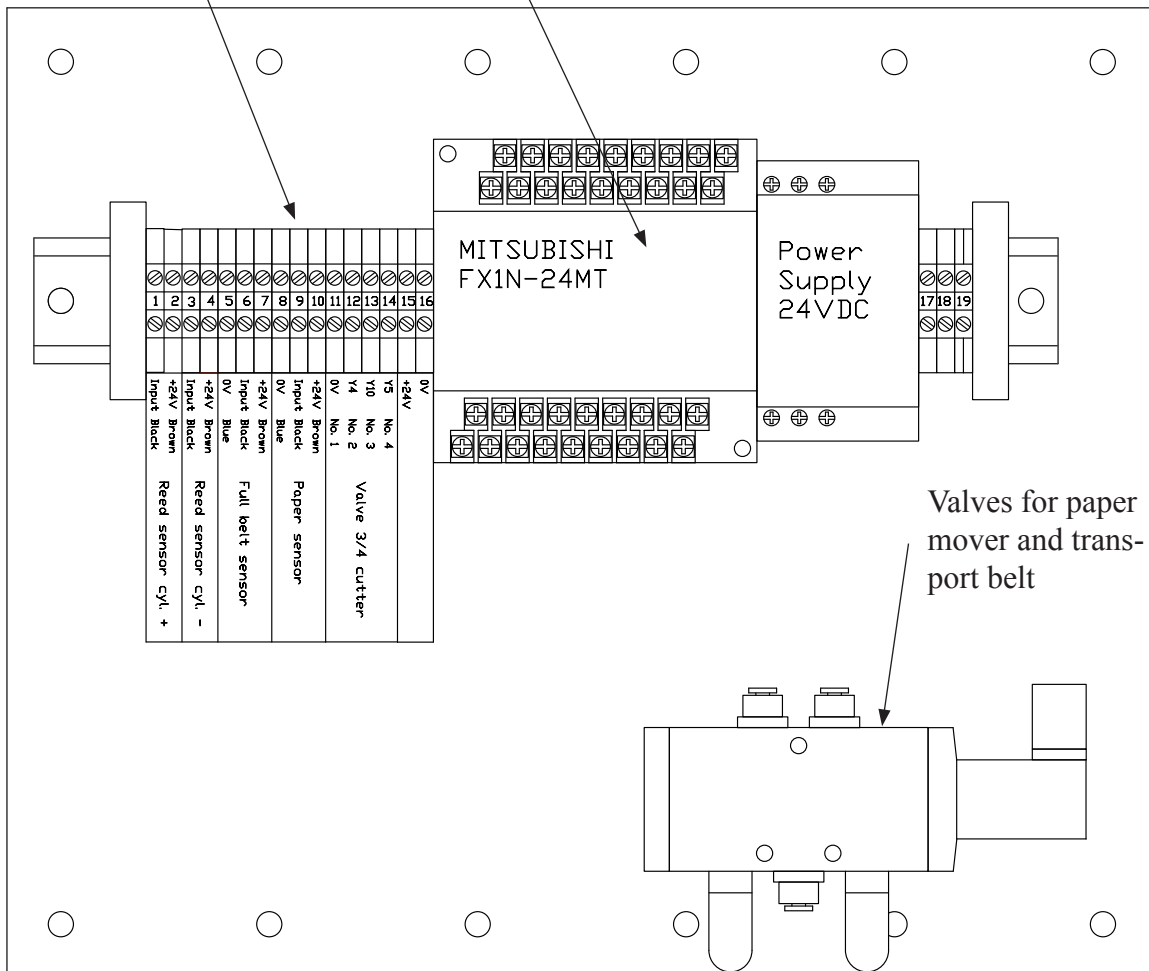 MITSUBISHI
FX1N-24MT
Power
Supply
24VDC
1 2 3 4 5 6 7 8 9 10 11 12 13 14 15 16
17 18 19
Input Black
+24V Brown
Input Black
+24V Brown
0V Blue
Input Black
+24V Brown
0V Blue
Input Black
+24V Brown
0V No. 1
Y4 No. 2
Y10 No. 3
Y5 No. 4
+24V
0V
Reed sensor cyl. +
Reed sensor cyl. -
Full belt sensor
Paper sensor
Valve 3/4 cutter
Valves for paper
mover and trans-
port belt